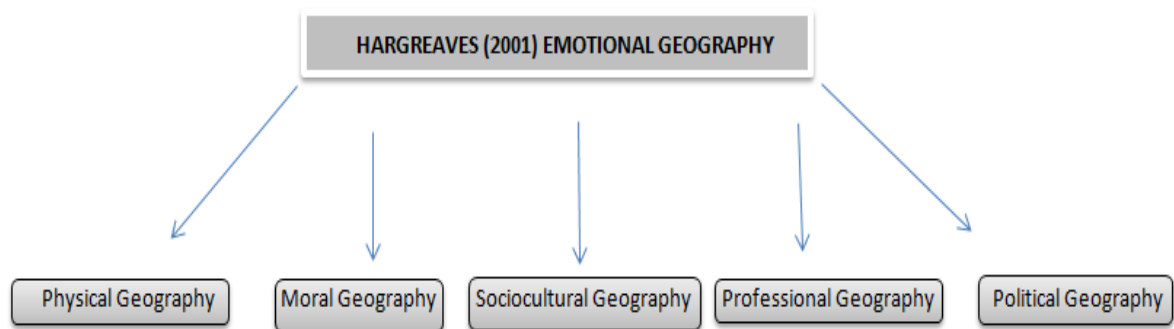 HARGREAVES (2001) EMOTIONAL GEOGRAPHY
Physical Geography
Moral Geography
Sociocultural Geography
Professional Geography
Political Geography